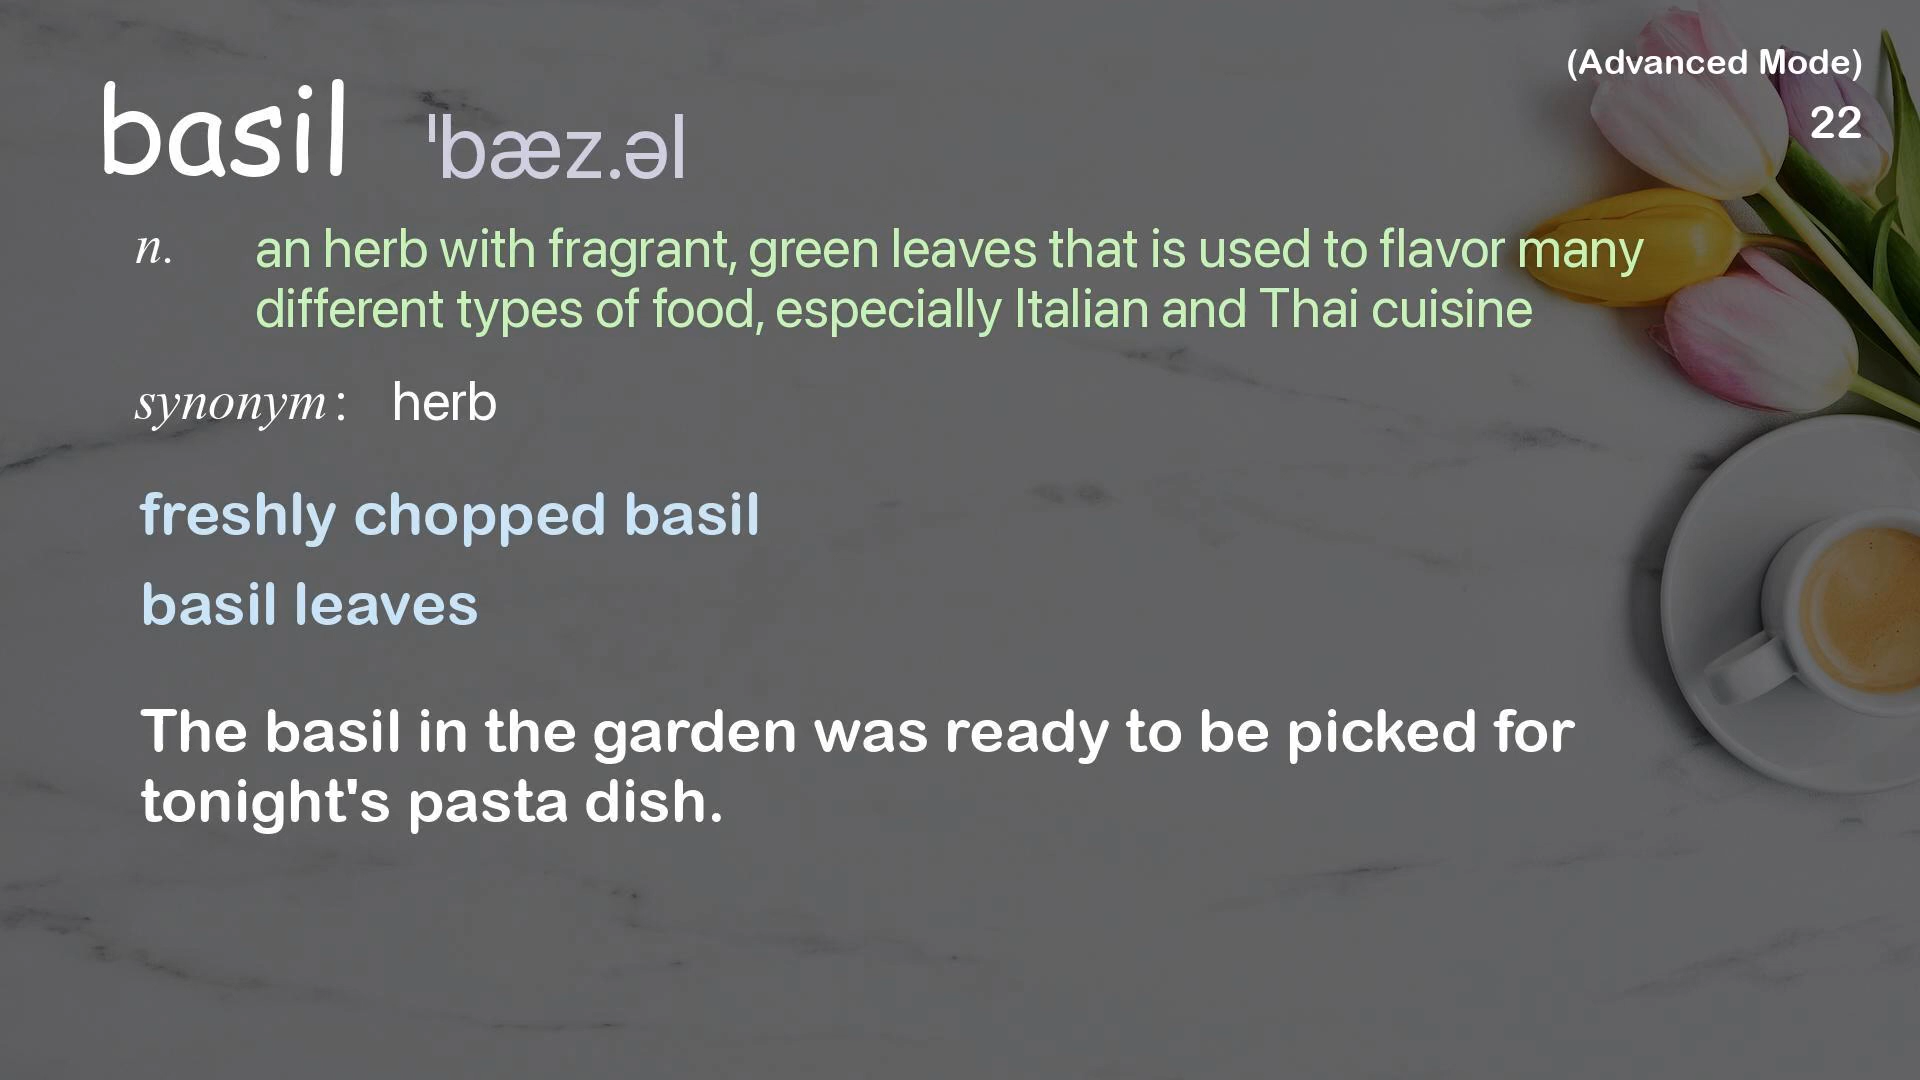 (Advanced Mode)
22
basil ˈbæz.əl
n. an herb with fragrant, green leaves that is used to flavor many
different types of food, especially Italian and Thai cuisine
synonym: herb
freshly chopped basil
basil leaves
The basil in the garden was ready to be picked for
tonight's pasta dish.